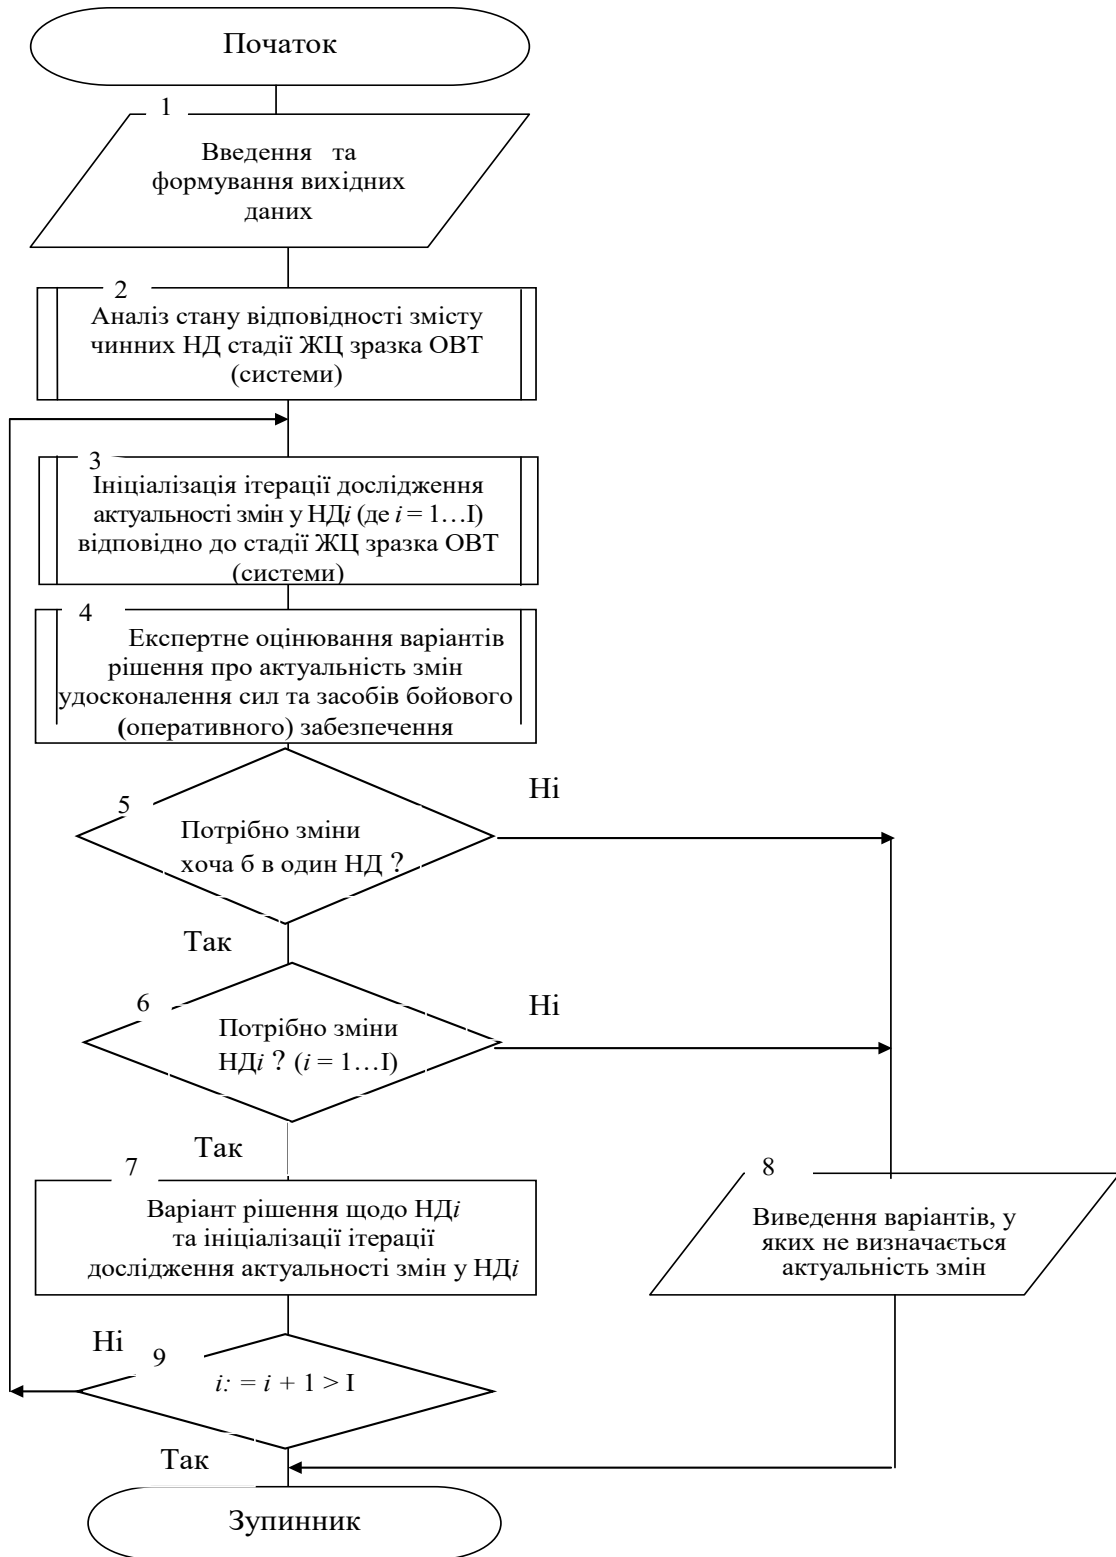 Початок
1
Введення та
формування вихідних
даних
2
Аналіз стану відповідності змісту
чинних НД стадії ЖЦ зразка ОВТ
(системи)
3
Ініціалізація ітерації дослідження
актуальності змін у НДi (де i = 1…I)
відповідно до стадії ЖЦ зразка ОВТ
(системи)
4
Експертне оцінювання варіантів
рішення про актуальність змін
удосконалення сил та засобів бойового
(оперативного) забезпечення
Ні
5
Потрібно зміни
хоча б в один НД ?
Так
6
Ні
Потрібно зміни
НДi ? (i = 1…I)
Так
7
Варіант рішення щодо НДi
та ініціалізації ітерації
дослідження актуальності змін у НДi
8
Виведення варіантів, у
яких не визначається
актуальність змін
Ні
9
i: = i + 1 > I
Так
Зупинник